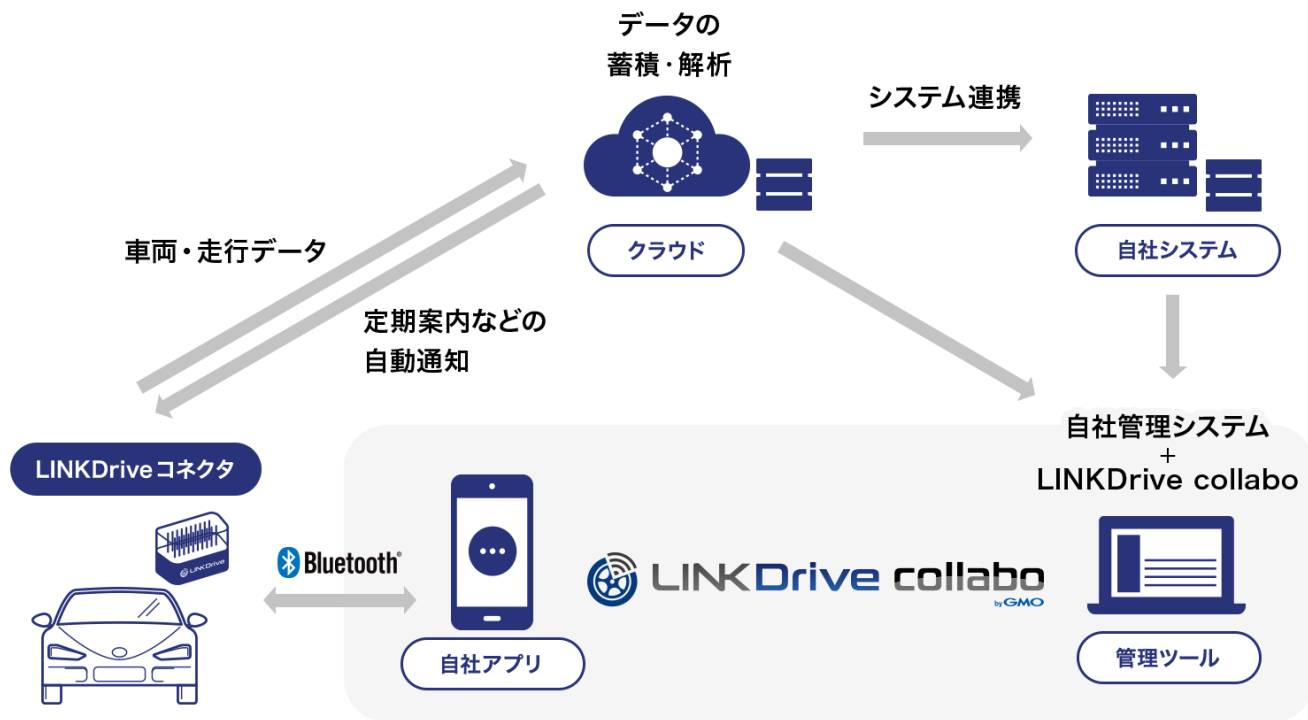 データの
蓄積・解析
システム連携
クラウド
自社システム
車両・走行データ
定期案内などの
自動通知
自社管理システム
+
LINKDrive collabo
LINKDriveコネクタ
LINKDrive
Bluetooth®
LINKDrive collabo
by GMO
自社アプリ
管理ツール